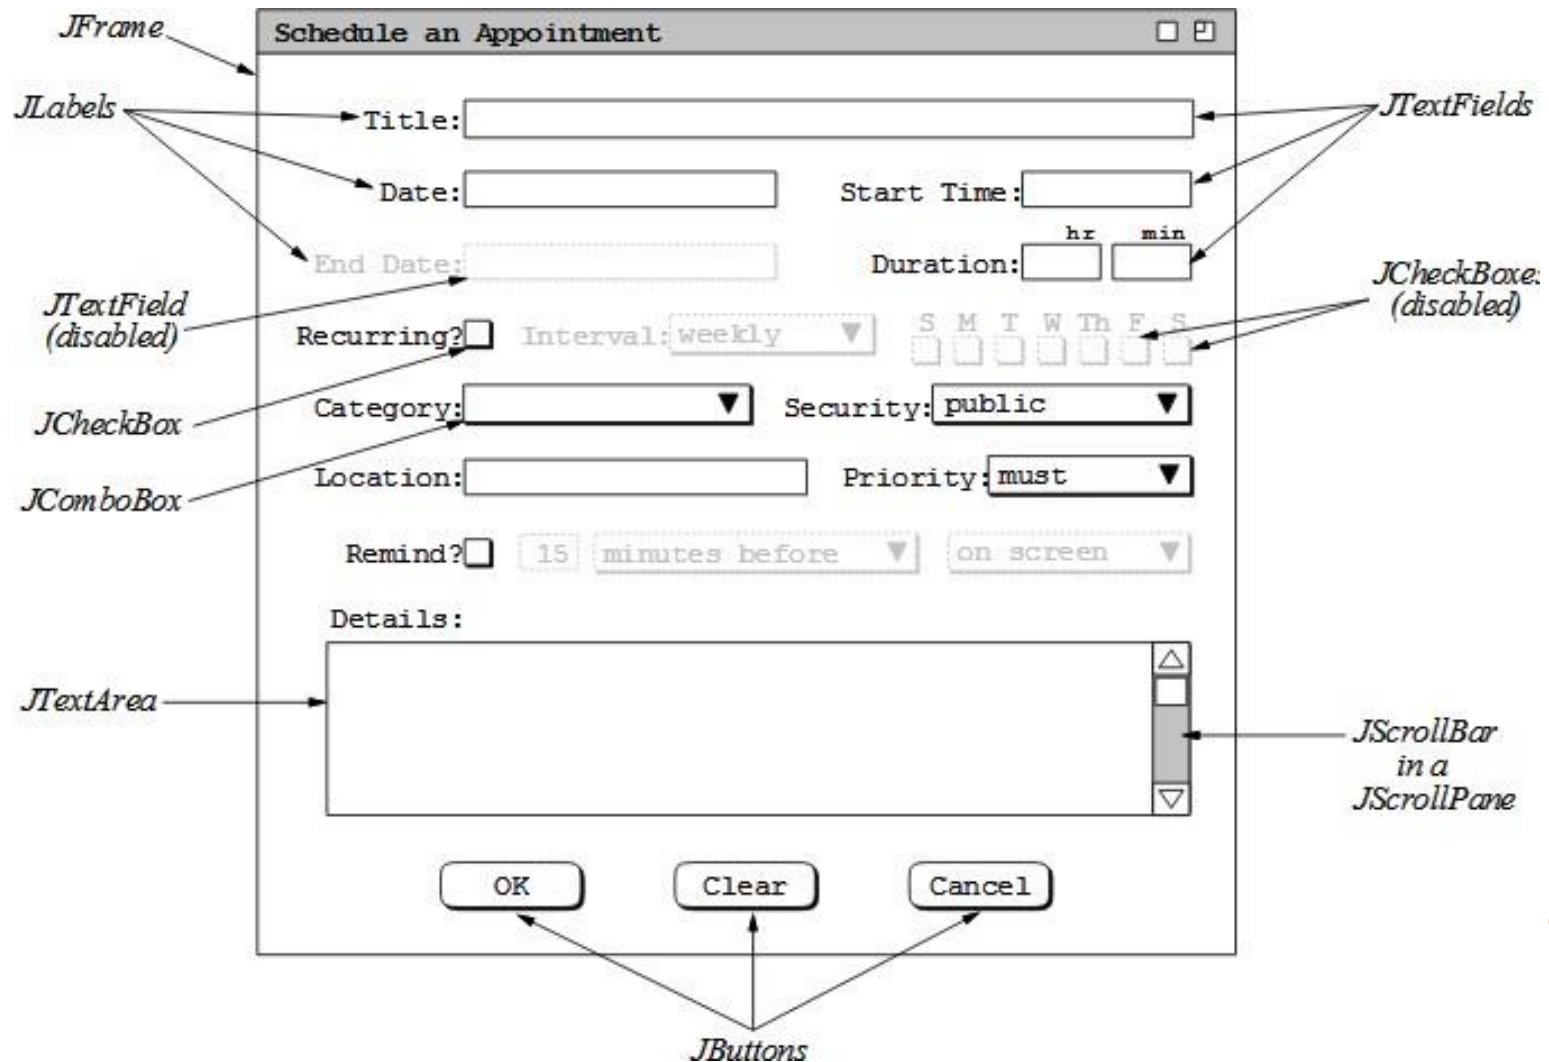 JFrame
Schedule an Appointment
JLabels
Title:
JTextFields
Date:
Start Time:
hr min
End Date:
Duration:
JTextField
(disabled)
JCheckBoxes
(disabled)
Recurring?
Interval: weekly
S M T W Th F S
JCheckBox
Category:
Security: public
JComboBox
Location:
Priority: must
Remind?
15 minutes before
on screen
Details:
JTextArea
JScrollBar
in a
JScrollPane
OK
Clear
Cancel
JButtons